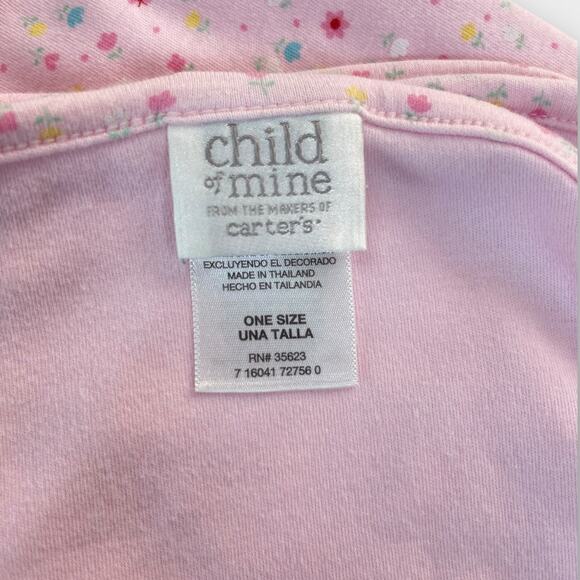 child
of mine
FROM THE MAKERS OF
carter's
EXCLUYENDO EL DECORADO
MADE IN THAILAND
HECHO EN TAILANDIA
ONE SIZE
UNA TALLA
RN# 35623
7 16041 72756 0